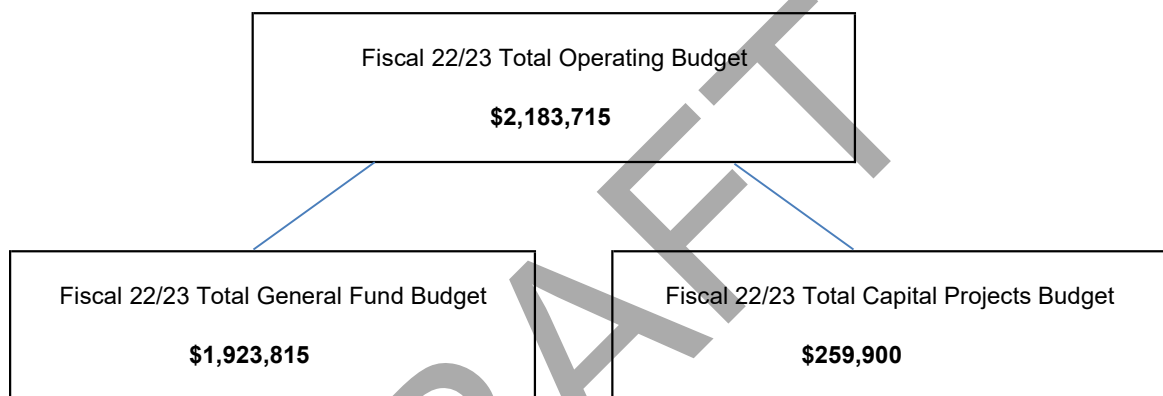 Fiscal 22/23 Total Operating Budget
$2,183,715
Fiscal 22/23 Total General Fund Budget
$1,923,815
Fiscal 22/23 Total Capital Projects Budget
$259,900
DRAFT